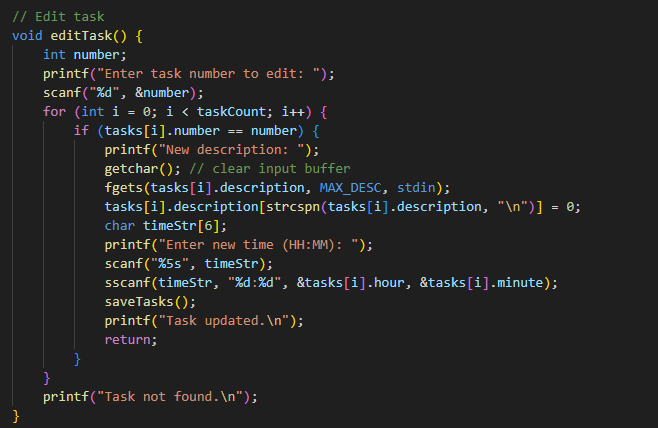 // Edit task
void editTask() {
    int number;
    printf("Enter task number to edit: ");
    scanf("%d", &number);
    for (int i = 0; i < taskCount; i++) {
        if (tasks[i].number == number) {
            printf("New description: ");
            getchar(); // clear input buffer
            fgets(tasks[i].description, MAX_DESC, stdin);
            tasks[i].description[strcspn(tasks[i].description, "\n")] = 0;
            char timeStr[6];
            printf("Enter new time (HH:MM): ");
            scanf("%5s", timeStr);
            sscanf(timeStr, "%d:%d", &tasks[i].hour, &tasks[i].minute);
            saveTasks();
            printf("Task updated.\n");
            return;
        }
    }
    printf("Task not found.\n");
}